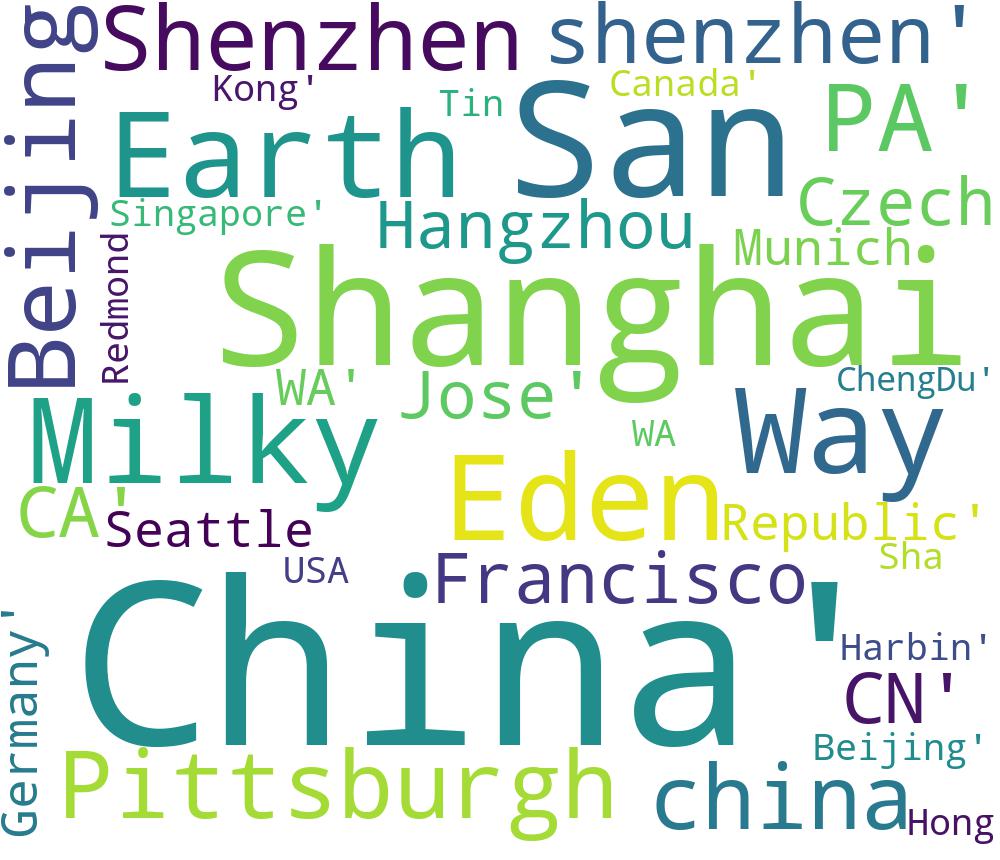 Beijing
Shenzhen
shenzhen'
Kong'
Tin
Canada'
PA'
Earth
San
Singapore'
Hangzhou
Czech
Munich
Redmond
Shanghai
WA'
Jose'
ChengDu'
Milky
WA
Way
CA'
Seattle
Eden
Republic'
Sha
USA
Francisco
China'
Harbin'
Germany'
CN'
Beijing'
Pittsburgh
china
Hong